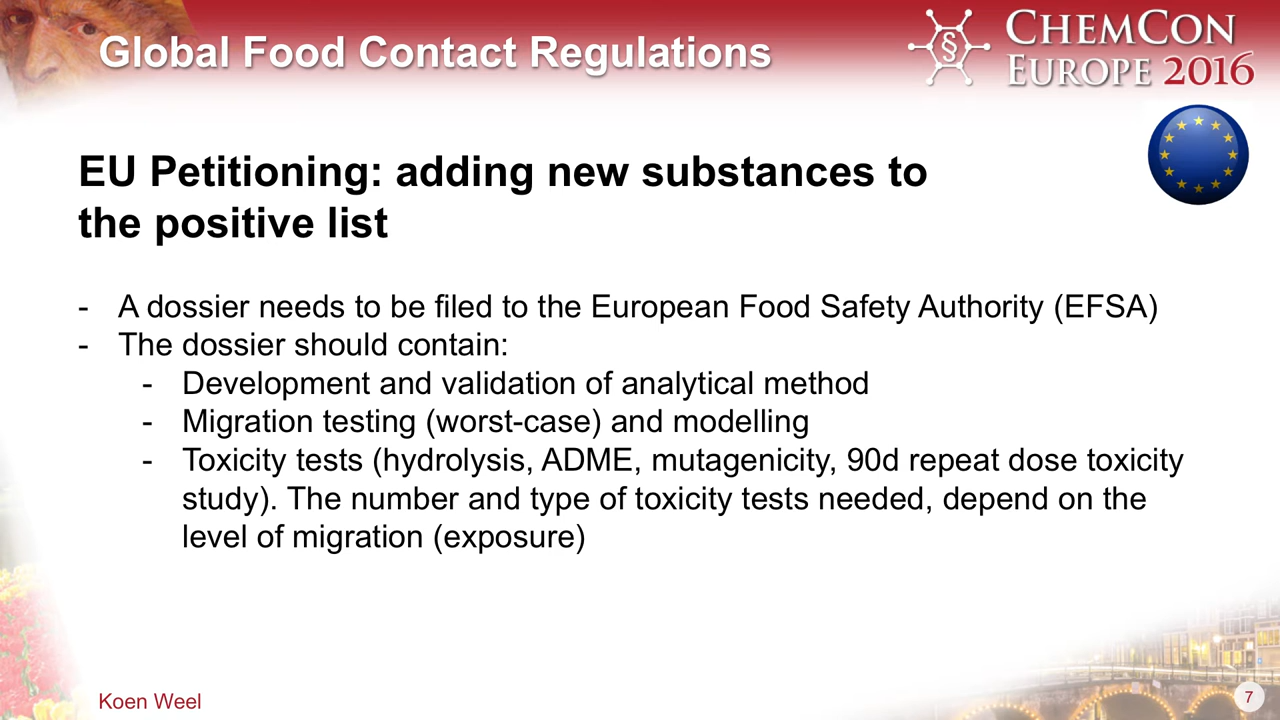 Global Food Contact Regulations
§
CHEMCON
EUROPE 2016
EU Petitioning: adding new substances to
the positive list
- A dossier needs to be filed to the European Food Safety Authority (EFSA)
- The dossier should contain:
- Development and validation of analytical method
- Migration testing (worst-case) and modelling
- Toxicity tests (hydrolysis, ADME, mutagenicity, 90d repeat dose toxicity
study). The number and type of toxicity tests needed, depend on the
level of migration (exposure)
Koen Weel
7